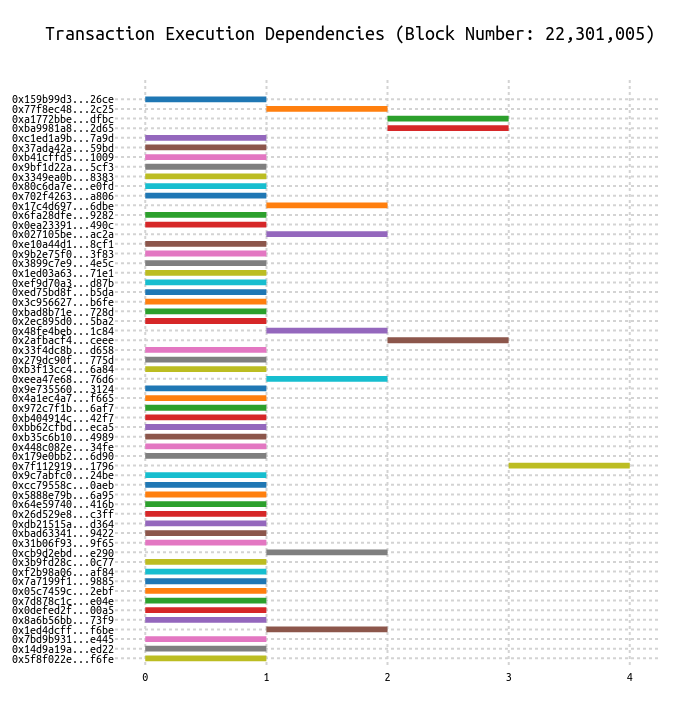 Transaction Execution Dependencies (Block Number: 22,301,005)
0x159b99d3...26ce
0x77f8ec48...2c25
0xa1772bbe...dfbc
0xba9981a8...2d65
0xc1ed1a9b...7a9d
0x37ada42a...59bd
0xb41cffd5...1009
0x9bf1d22a...5cf3
0x3349ea0b...8383
0x80c6da7e...e0fd
0x702f4263...a806
0x17c4d697...6dbe
0x6fa28dfe...9282
0x0ea23391...490c
0x027105be...ac2a
0xe10a44d1...8cf1
0x9b2e75f0...3f83
0x3899c7e9...4e5c
0x1ed03a63...71e1
0xef9d70a3...d87b
0xed75bd8f...b5da
0x3c956627...b6fe
0xbad8b71e...728d
0x2ec895d0...5ba2
0x48fe4beb...1c84
0x2afbacf4...ceee
0x33f4dc8b...d658
0x279dc90f...775d
0xb3f13cc4...6a84
0xeea47e68...76d6
0x9e735560...3124
0x4a1ec4a7...f665
0x972c7f1b...6af7
0xb404914c...42f7
0xbb62cfbd...eca5
0xb35c6b10...4989
0x448c082e...34fe
0x179e0bb2...6d90
0x7f112919...1796
0x9c7abfc0...24be
0xcc79558c...0aeb
0x5888e79b...6a95
0x64e59740...416b
0x26d529e8...c3ff
0xdb21515a...d364
0xbad63341...9422
0x31b06f93...9f65
0xcb9d2ebd...e290
0x3b9fd28c...0c77
0xf2b98a06...af84
0x7a7199f1...9885
0x05c7459c...2ebf
0x7d878c1c...e04e
0x0defed2f...00a5
0x8a6b56bb...73f9
0x1ed4dcff...f6be
0x7bd9b931...e445
0x14d9a19a...ed22
0x5f8f022e...f6fe
0 1 2 3 4